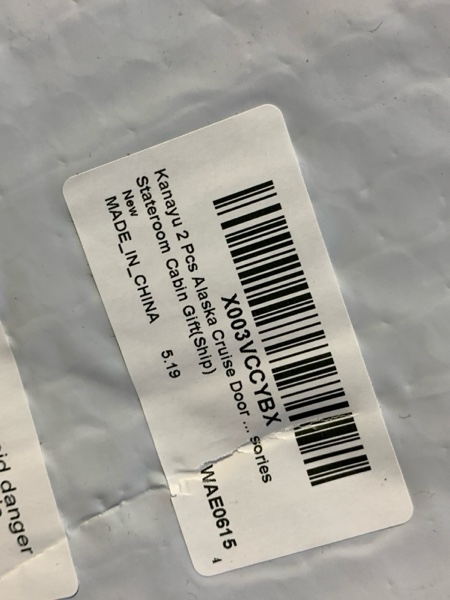 X003VCCYBX
Kanayu 2 Pcs Alaska Cruise Door ... sories
Stateroom Cabin Gift(Ship)
New
MADE_IN_CHINA 5.19
WAE0615
4
danger